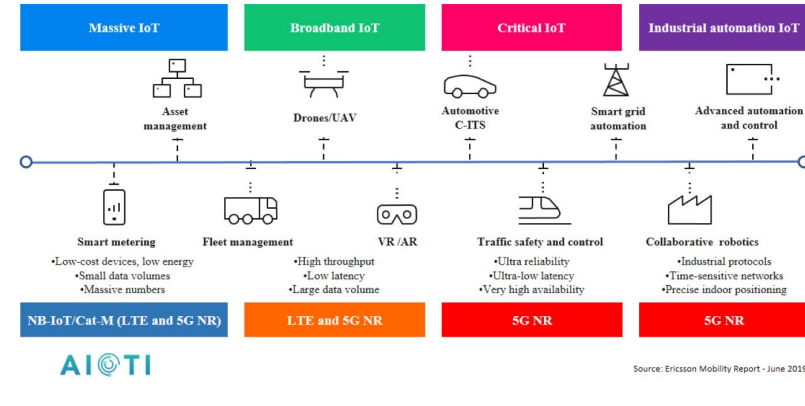 Massive IoT
Broadband IoT
Critical IoT
Industrial automation IoT
Asset
management
Drones/UAV
Automotive
C-ITS
Smart grid
automation
Advanced automation
and control
Smart metering
Fleet management
VR /AR
Traffic safety and control
Collaborative robotics
•Low-cost devices, low energy
•Small data volumes
•Massive numbers
•High throughput
•Low latency
•Large data volume
•Ultra reliability
•Ultra-low latency
•Very high availability
•Industrial protocols
•Time-sensitive networks
•Precise indoor positioning
NB-IoT/Cat-M (LTE and 5G NR)
LTE and 5G NR
5G NR
5G NR
AIOTI
Source: Ericsson Mobility Report - June 2019